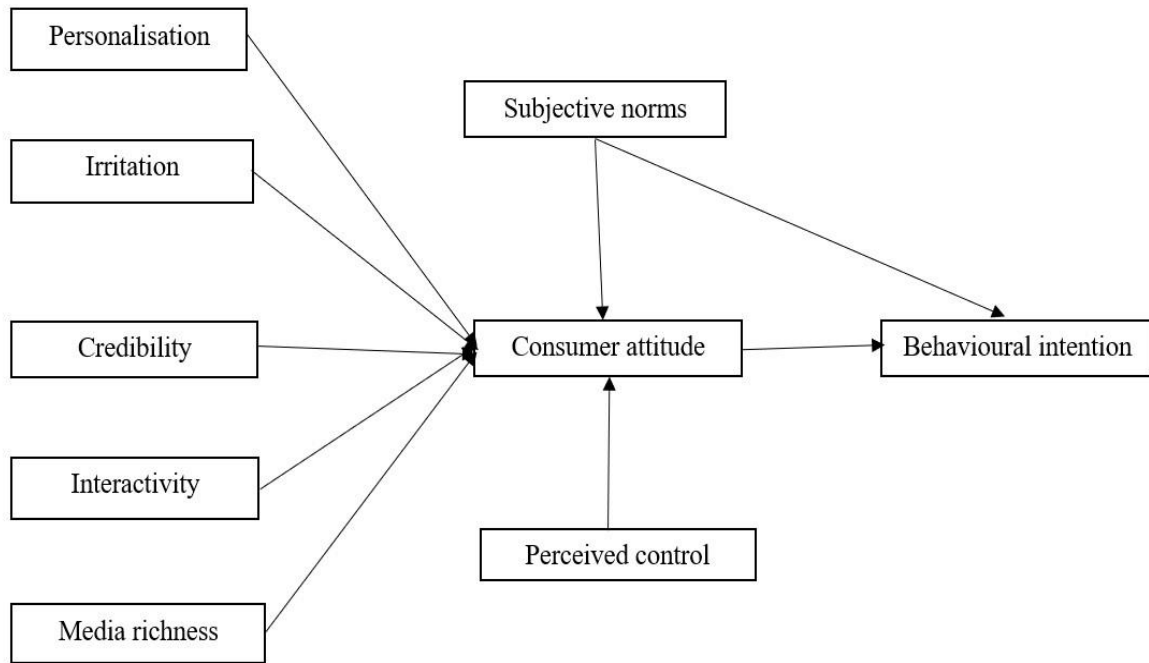 Personalisation
Subjective norms
Irritation
Credibility
Consumer attitude
Behavioural intention
Interactivity
Perceived control
Media richness